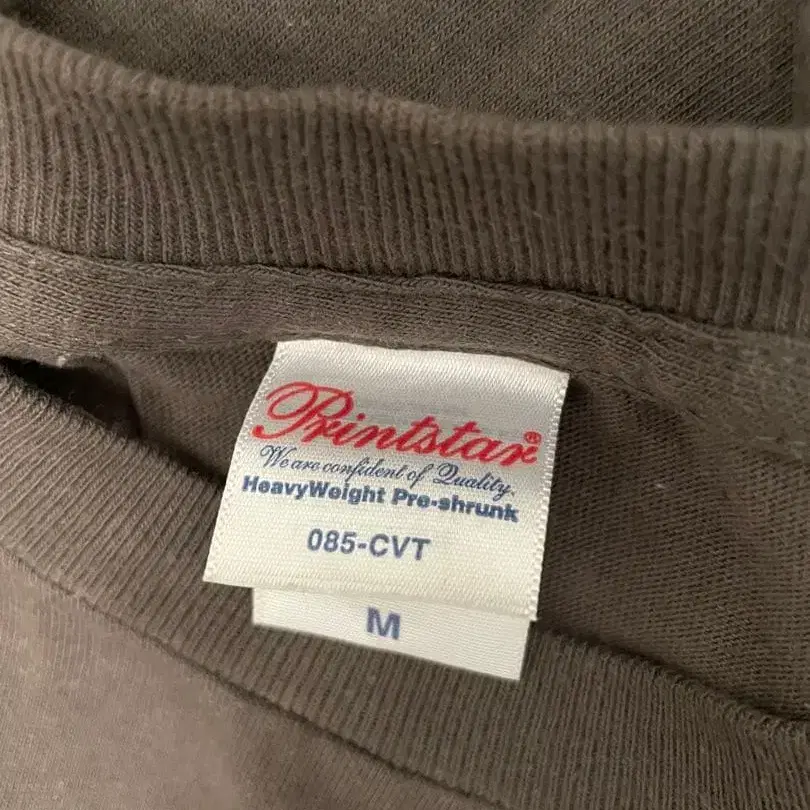 Printstar®
We are confident of Quality.
HeavyWeight Pre-shrunk
085-CVT
M